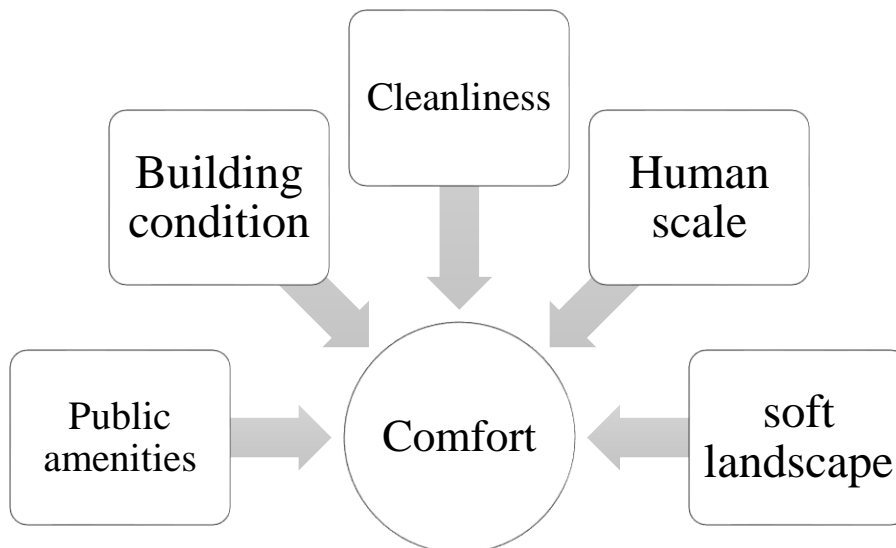 Cleanliness
Building
condition
Human
scale
Public
amenities
Comfort
soft
landscape